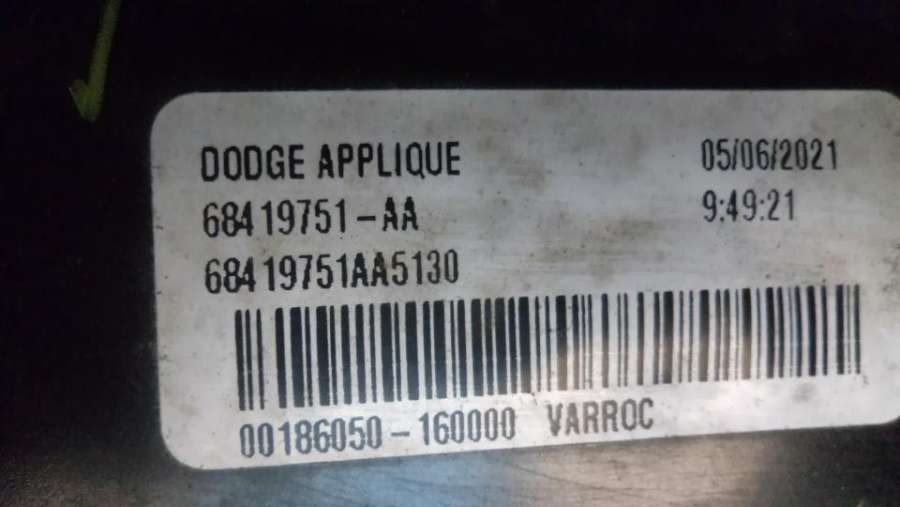 DODGE APPLIQUE 05/06/2021
68419751-AA 9:49:21
68419751AA5130
00186050-160000 VARROC